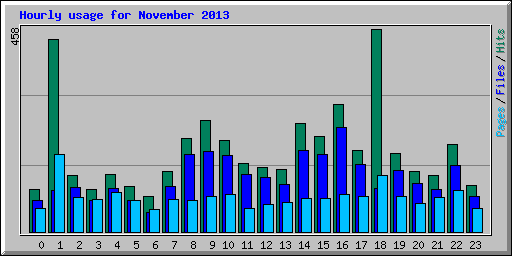 Hourly usage for November 2013
458
Pages / Files / Hits
0 1 2 3 4 5 6 7 8 9 10 11 12 13 14 15 16 17 18 19 20 21 22 23